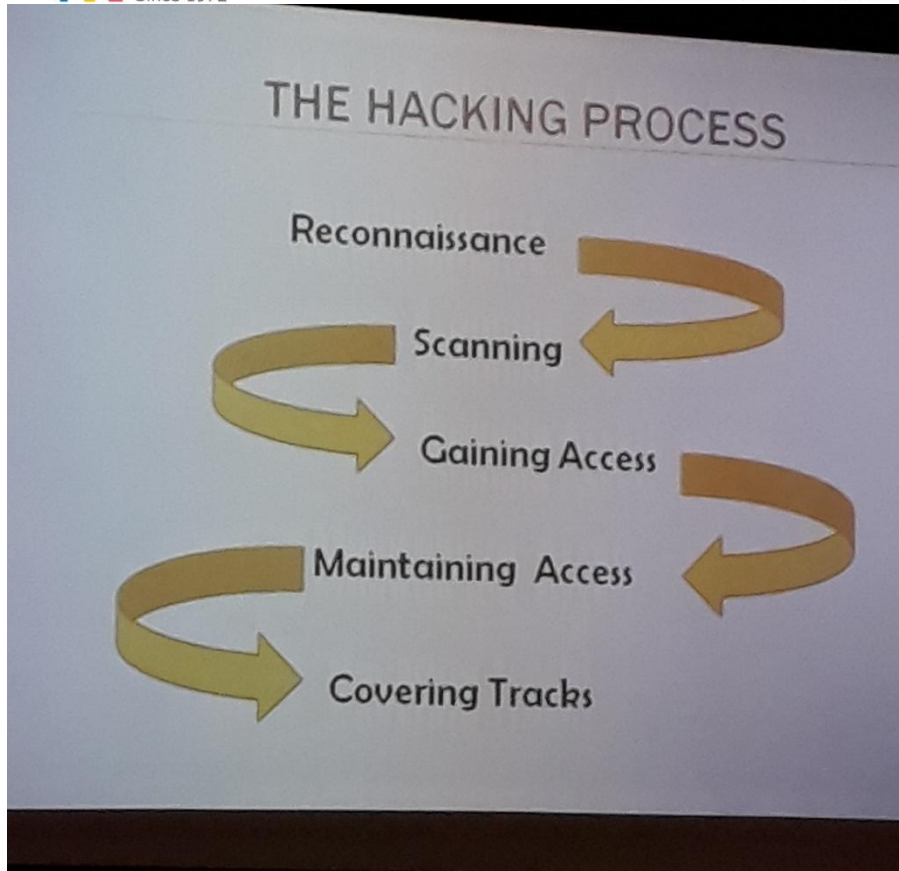 THE HACKING PROCESS
Reconnaissance
Scanning
Gaining Access
Maintaining Access
Covering Tracks